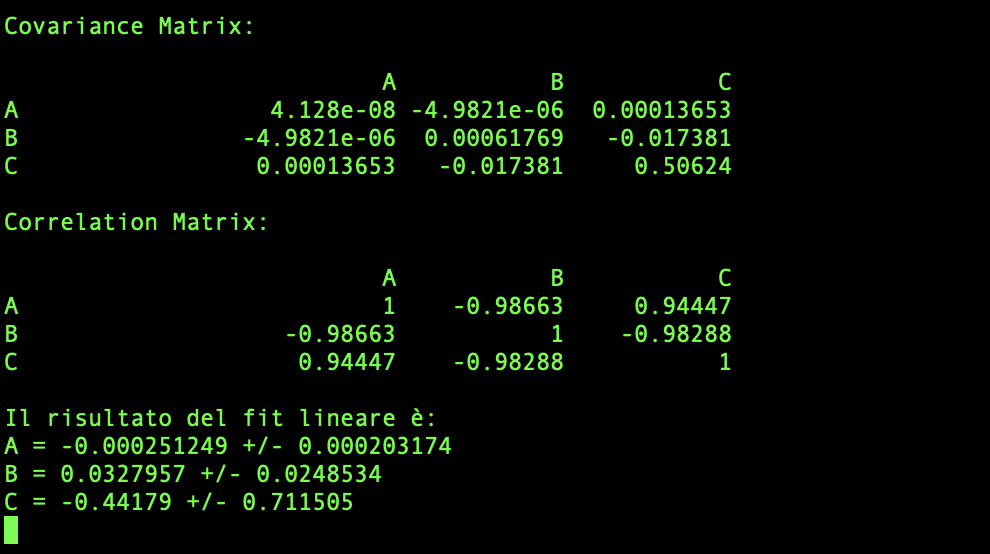 Covariance Matrix:
A B C
A 4.128e-08 -4.9821e-06 0.00013653
B -4.9821e-06 0.00061769 -0.017381
C 0.00013653 -0.017381 0.50624
Correlation Matrix:
A B C
A 1 -0.98663 0.94447
B -0.98663 1 -0.98288
C 0.94447 -0.98288 1
Il risultato del fit lineare è:
A = -0.000251249 +/- 0.000203174
B = 0.0327957 +/- 0.0248534
C = -0.44179 +/- 0.711505